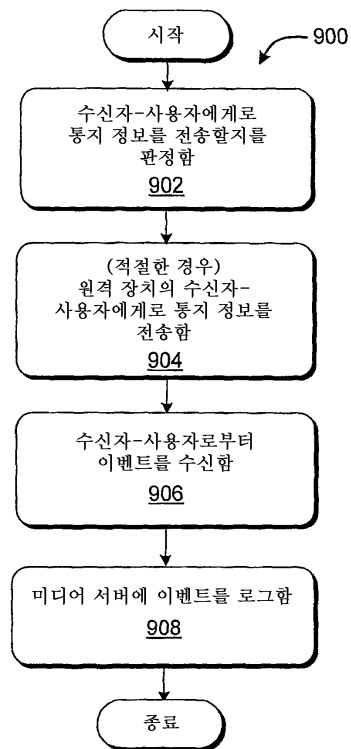 시작
900
수신자-사용자에게로
통지 정보를 전송할지를
판정함
902
(적절한 경우)
원격 장치의 수신자-
사용자에게로 통지 정보를
전송함
904
수신자-사용자로부터
이벤트를 수신함
906
미디어 서버에 이벤트를 로그함
908
종료